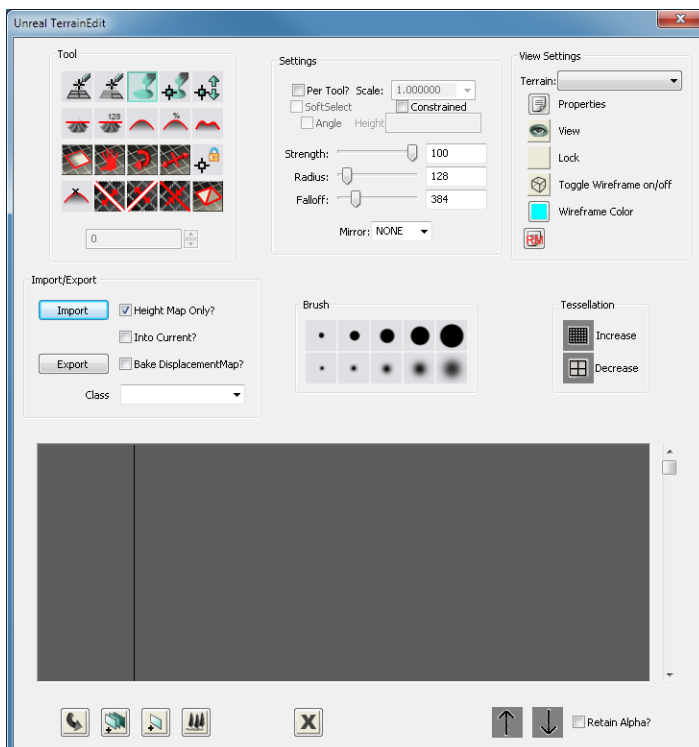 Unreal TerrainEdit
Tool
128
%
0
Settings
Per Tool? Scale: 1.000000
SoftSelect Constrained
Angle Height
Strength: 100
Radius: 128
Falloff: 384
Mirror: NONE
View Settings
Terrain:
Properties
View
Lock
Toggle Wireframe on/off
Wireframe Color
RM
Import/Export
Import Height Map Only?
Into Current?
Export Bake DisplacementMap?
Class
Brush
Tessellation
Increase
Decrease
X
Retain Alpha?